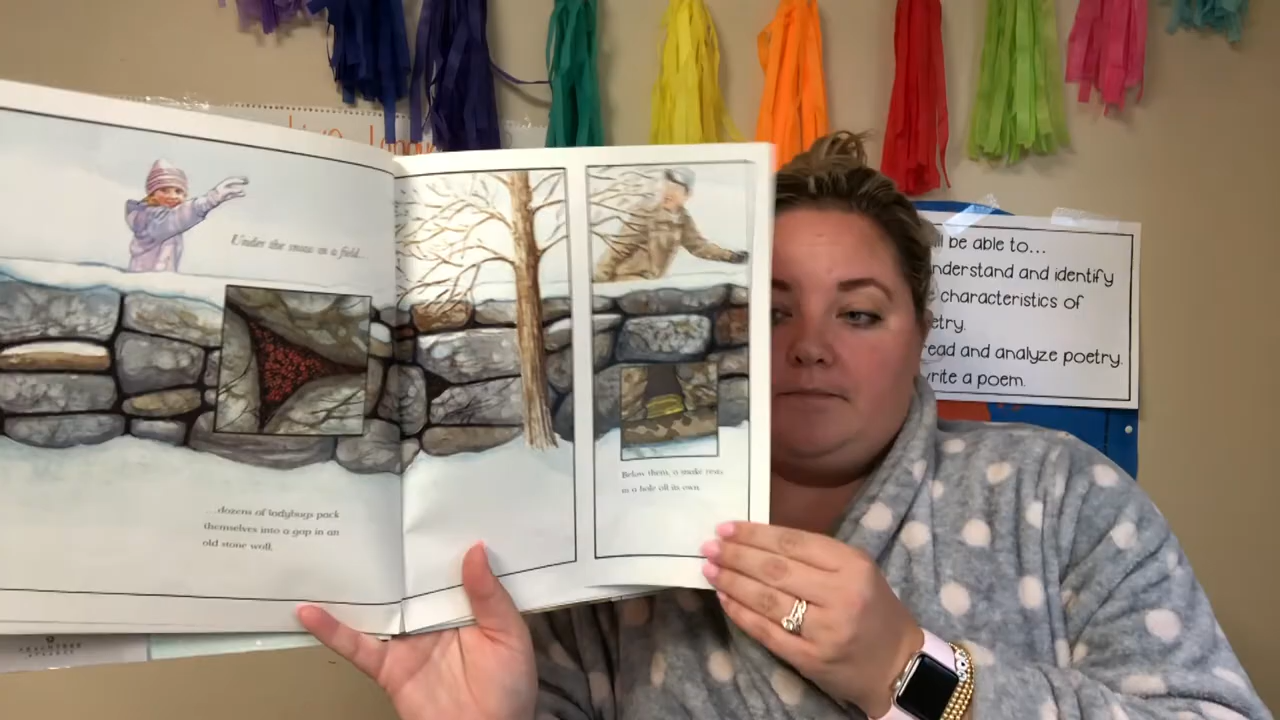 Under the snow in a field...
...dozens of ladybugs pack
themselves into a gap in an
old stone wall.
Below them, a snake rests
in a hole all its own.
ll be able to...
nderstand and identify
characteristics of
etry.
read and analyze poetry.
write a poem.